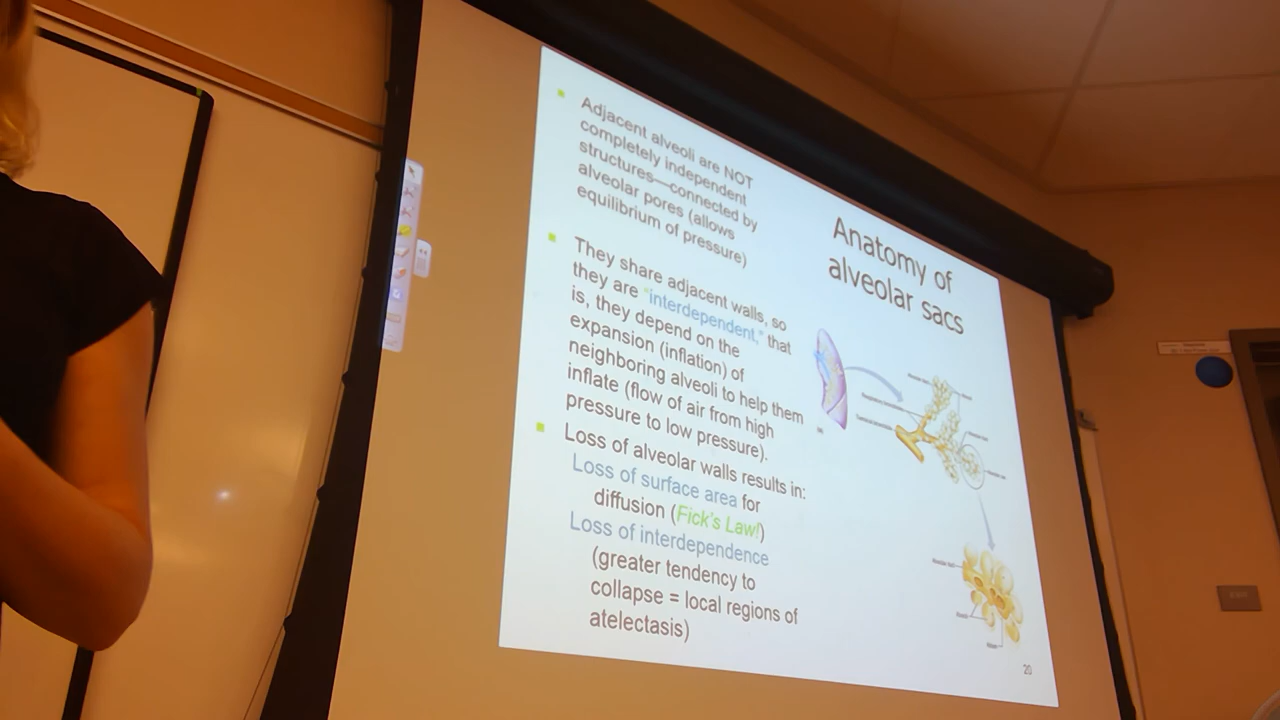 Anatomy of
alveolar sacs
Adjacent alveoli are NOT
completely independent
structures—connected by
alveolar pores (allows
equilibrium of pressure)
They share adjacent walls, so
they are "interdependent," that
is, they depend on the
expansion (inflation) of
neighboring alveoli to help them
inflate (flow of air from high
pressure to low pressure).
Loss of alveolar walls results in:
Loss of surface area for
diffusion (Fick's Law!)
Loss of interdependence
(greater tendency to
collapse = local regions of
atelectasis)
20